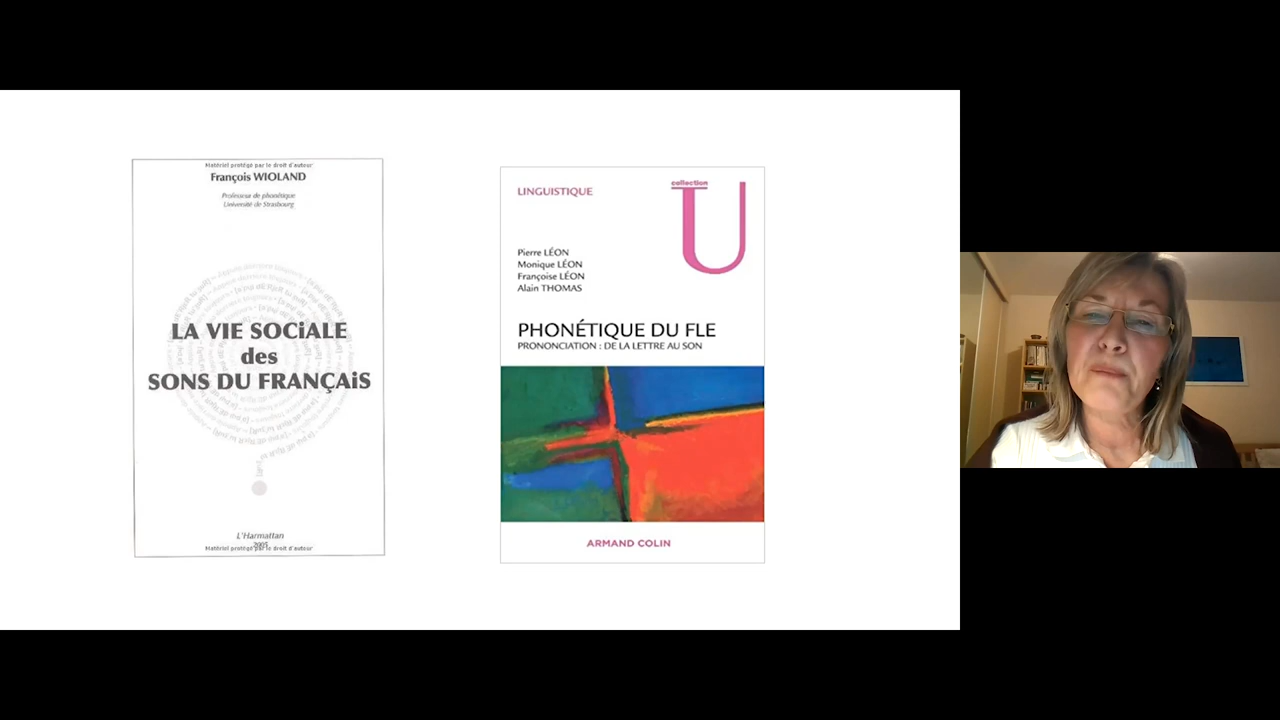 Matériel protégé par le droit d'auteur
François WIOLAND
Professeur de phonétique
Université de Strasbourg
LA VIE SOCiALE
des
SONS DU FRANÇAiS
L'Harmattan
2005
Matériel protégé par le droit d'auteur
LINGUISTIQUE
collection
U
Pierre LÉON
Monique LÉON
Françoise LÉON
Alain THOMAS
PHONÉTIQUE DU FLE
PRONONCIATION : DE LA LETTRE AU SON
ARMAND COLIN